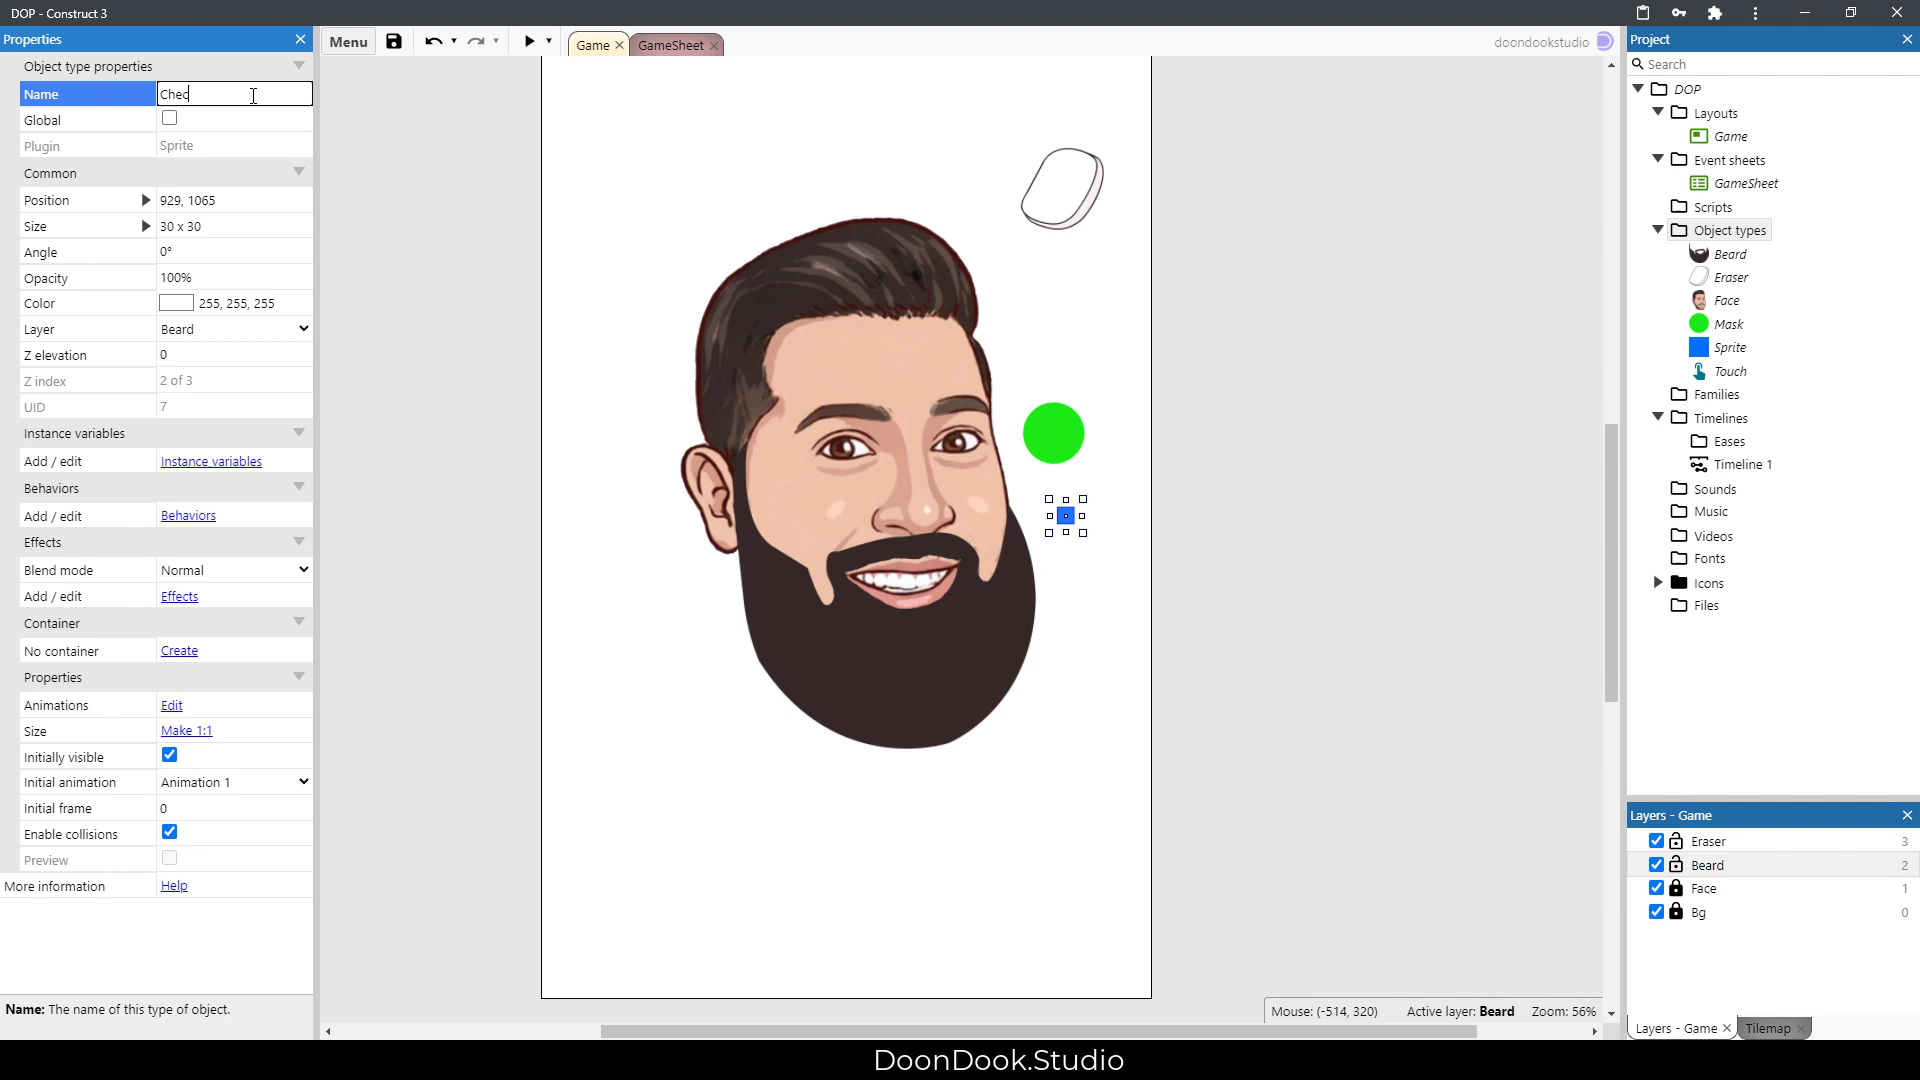 DOP - Construct 3
Properties
Object type properties
Name Chec
Global
Plugin Sprite
Common
Position 929, 1065
Size 30 x 30
Angle 0°
Opacity 100%
Color 255, 255, 255
Layer Beard
Z elevation 0
Z index 2 of 3
UID 7
Instance variables
Add / edit Instance variables
Behaviors
Add / edit Behaviors
Effects
Blend mode Normal
Add / edit Effects
Container
No container Create
Properties
Animations Edit
Size Make 1:1
Initially visible
Initial animation Animation 1
Initial frame 0
Enable collisions
Preview
More information Help
Name: The name of this type of object.
Menu
Game GameSheet
doondookstudio
Mouse: (-514, 320) Active layer: Beard Zoom: 56%
Project
Search
DOP
Layouts
Game
Event sheets
GameSheet
Scripts
Object types
Beard
Eraser
Face
Mask
Sprite
Touch
Families
Timelines
Eases
Timeline 1
Sounds
Music
Videos
Fonts
Icons
Files
Layers - Game
Eraser 3
Beard 2
Face 1
Bg 0
Layers - Game Tilemap
DoonDook.Studio